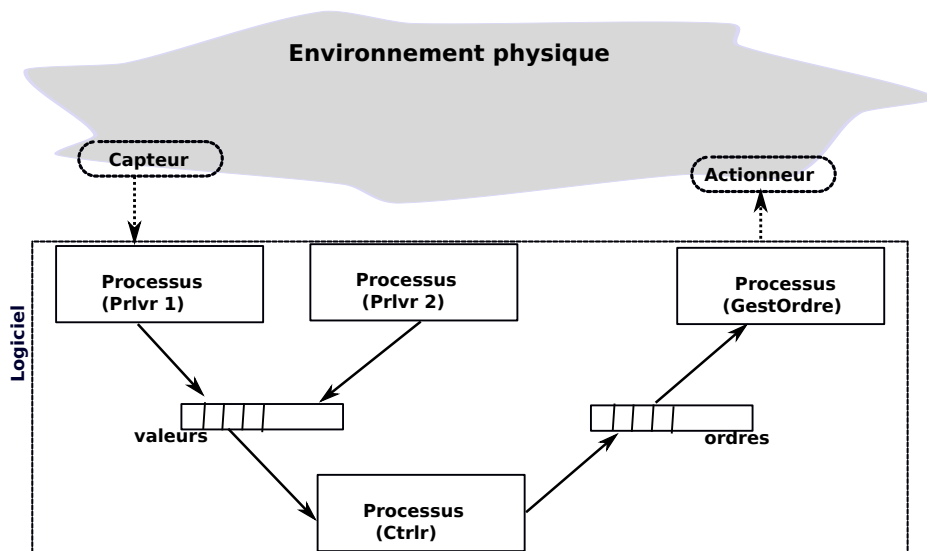 Environnement physique
Capteur
Actionneur
Logiciel
Processus
(Prlvr 1)
Processus
(Prlvr 2)
Processus
(GestOrdre)
valeurs
ordres
Processus
(Ctrlr)